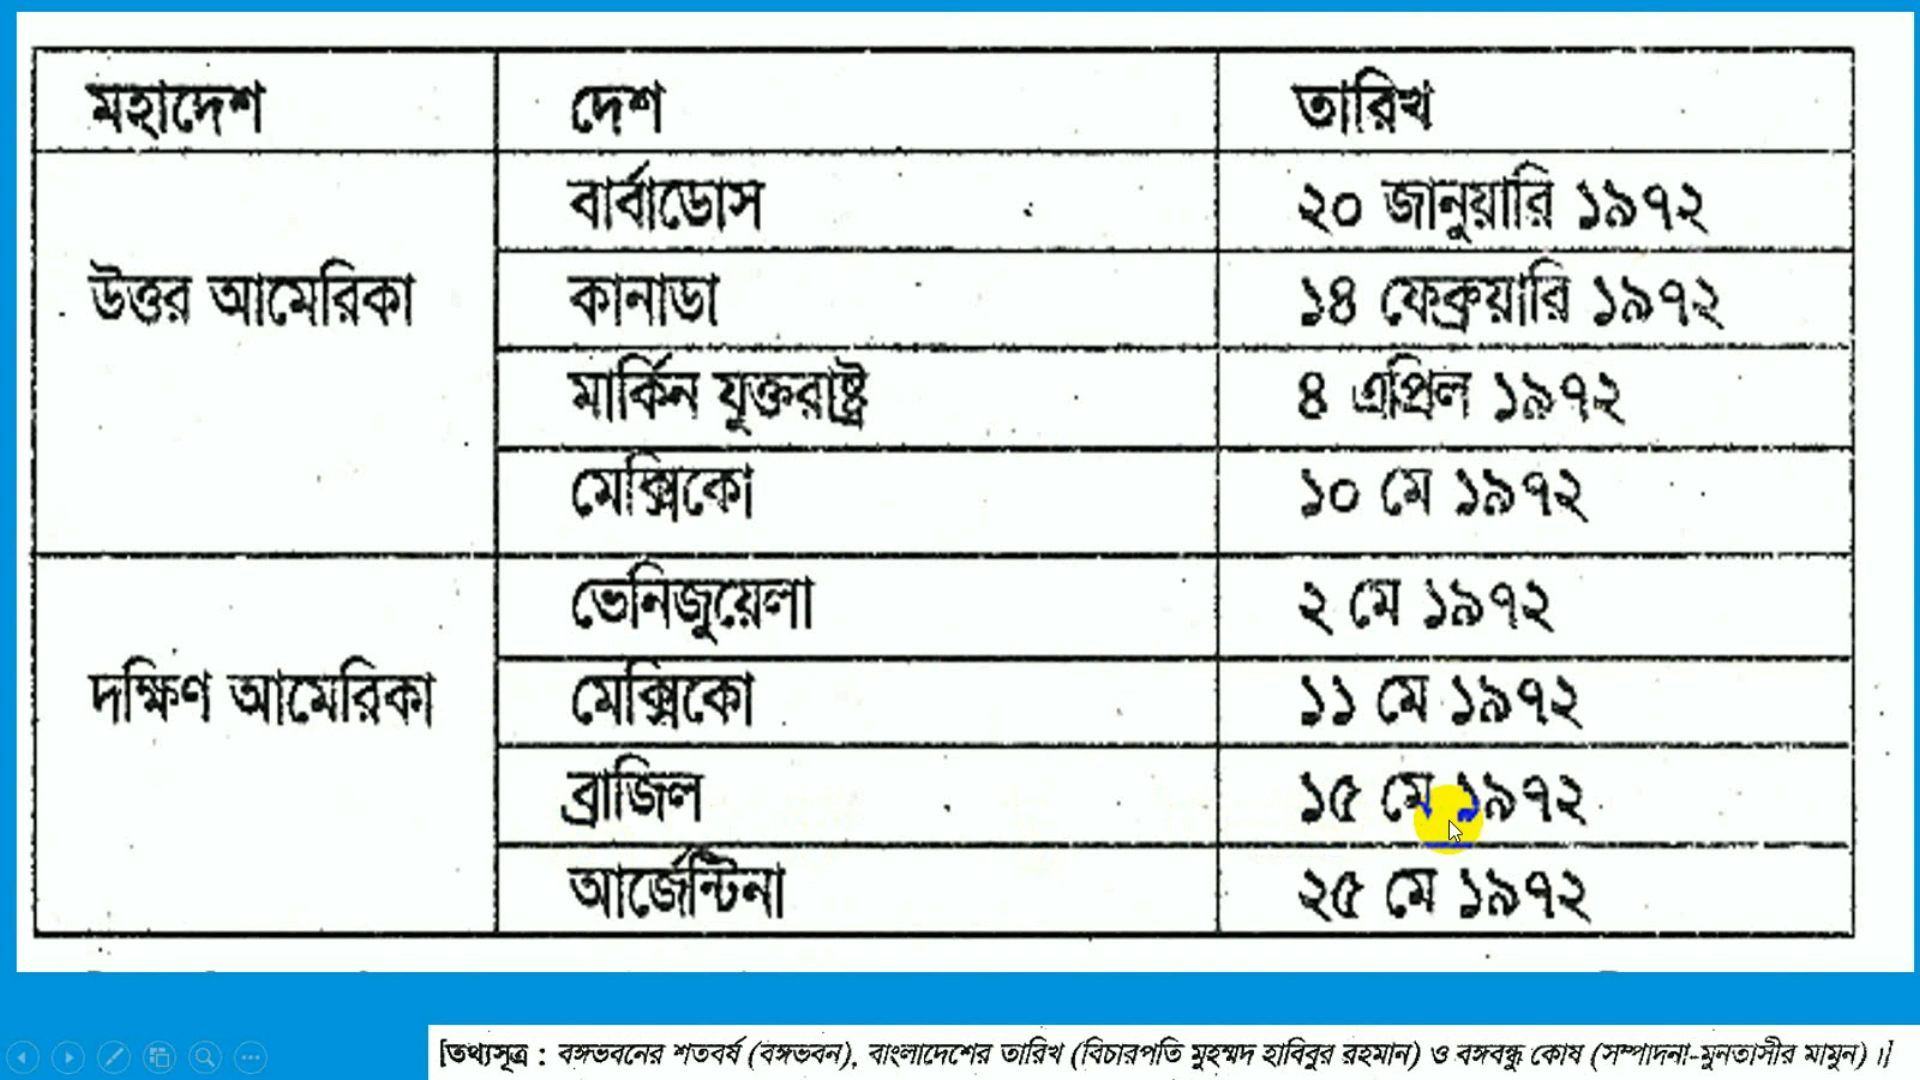 মহাদেশ দেশ তারিখ
বার্বাডোস ২০ জানুয়ারি ১৯৭২
উত্তর আমেরিকা কানাডা ১৪ ফেব্রুয়ারি ১৯৭২
মার্কিন যুক্তরাষ্ট্র ৪ এপ্রিল ১৯৭২
মেক্সিকো ১০ মে ১৯৭২
ভেনিজুয়েলা ২ মে ১৯৭২
দক্ষিণ আমেরিকা মেক্সিকো ১১ মে ১৯৭২
ব্রাজিল ১৫ মে ১৯৭২
আর্জেন্টিনা ২৫ মে ১৯৭২
[তথ্যসূত্র : বঙ্গভবনের শতবর্ষ (বঙ্গভবন), বাংলাদেশের তারিখ (বিচারপতি মুহম্মদ হাবিবুর রহমান) ও বঙ্গবন্ধু কোষ (সম্পাদনা-মুনতাসীর মামুন)।]